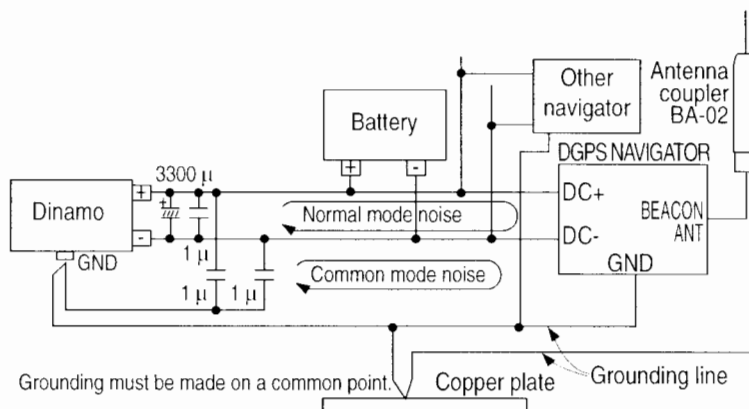 Other
navigator
Antenna
coupler
BA-02
Battery
+ -
DGPS NAVIGATOR
3300 µ
+
+
Dinamo
-
GND
1 µ
1 µ
1 µ
Normal mode noise
Common mode noise
DC+
DC-
BEACON
ANT
GND
Grounding must be made on a common point.
Copper plate
Grounding line